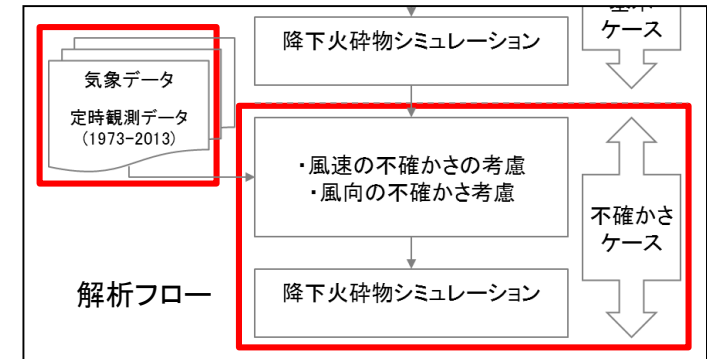 ケース
降下火砕物シミュレーション
気象データ
定時観測データ
(1973-2013)
・風速の不確かさの考慮
・風向の不確かさ考慮
不確かさ
ケース
解析フロー
降下火砕物シミュレーション